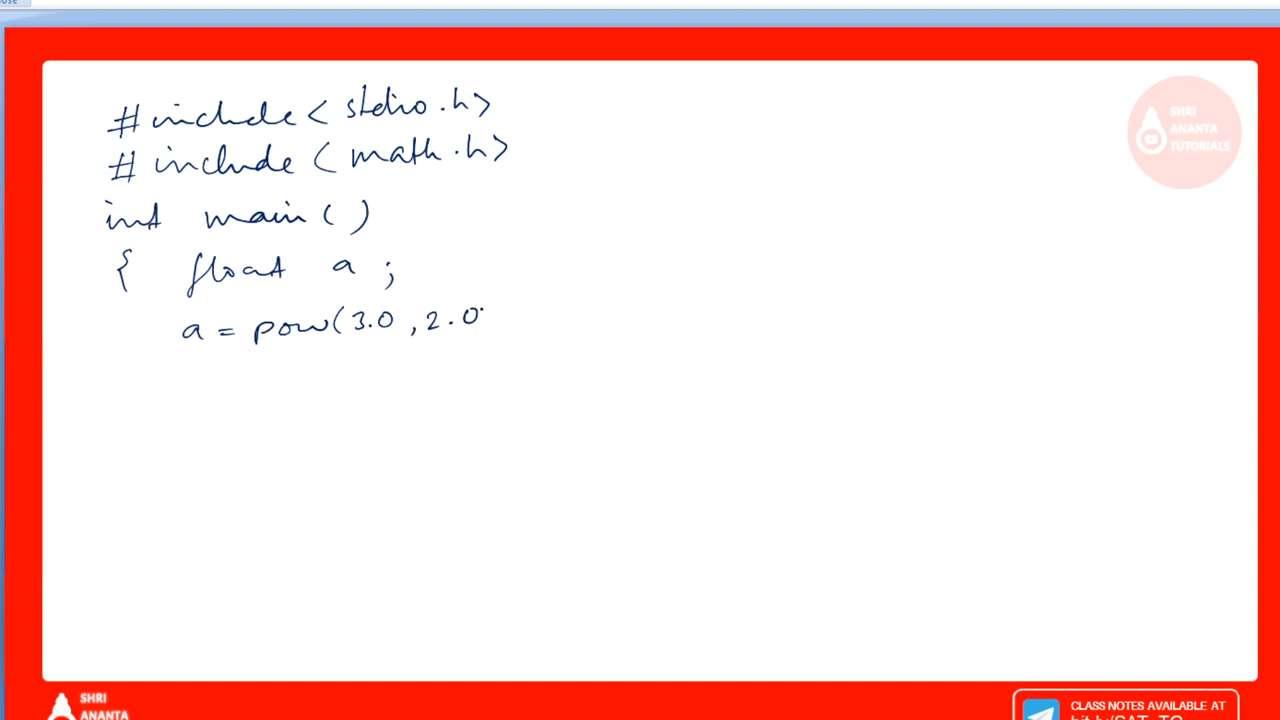 #include<stdio.h>
#include<math.h>
int main( )
{ float a ;
a = pow(3.0 , 2.0
SHRI
ANANTA
TUTORIALS
SHRI
ANANTA
CLASS NOTES AVAILABLE AT